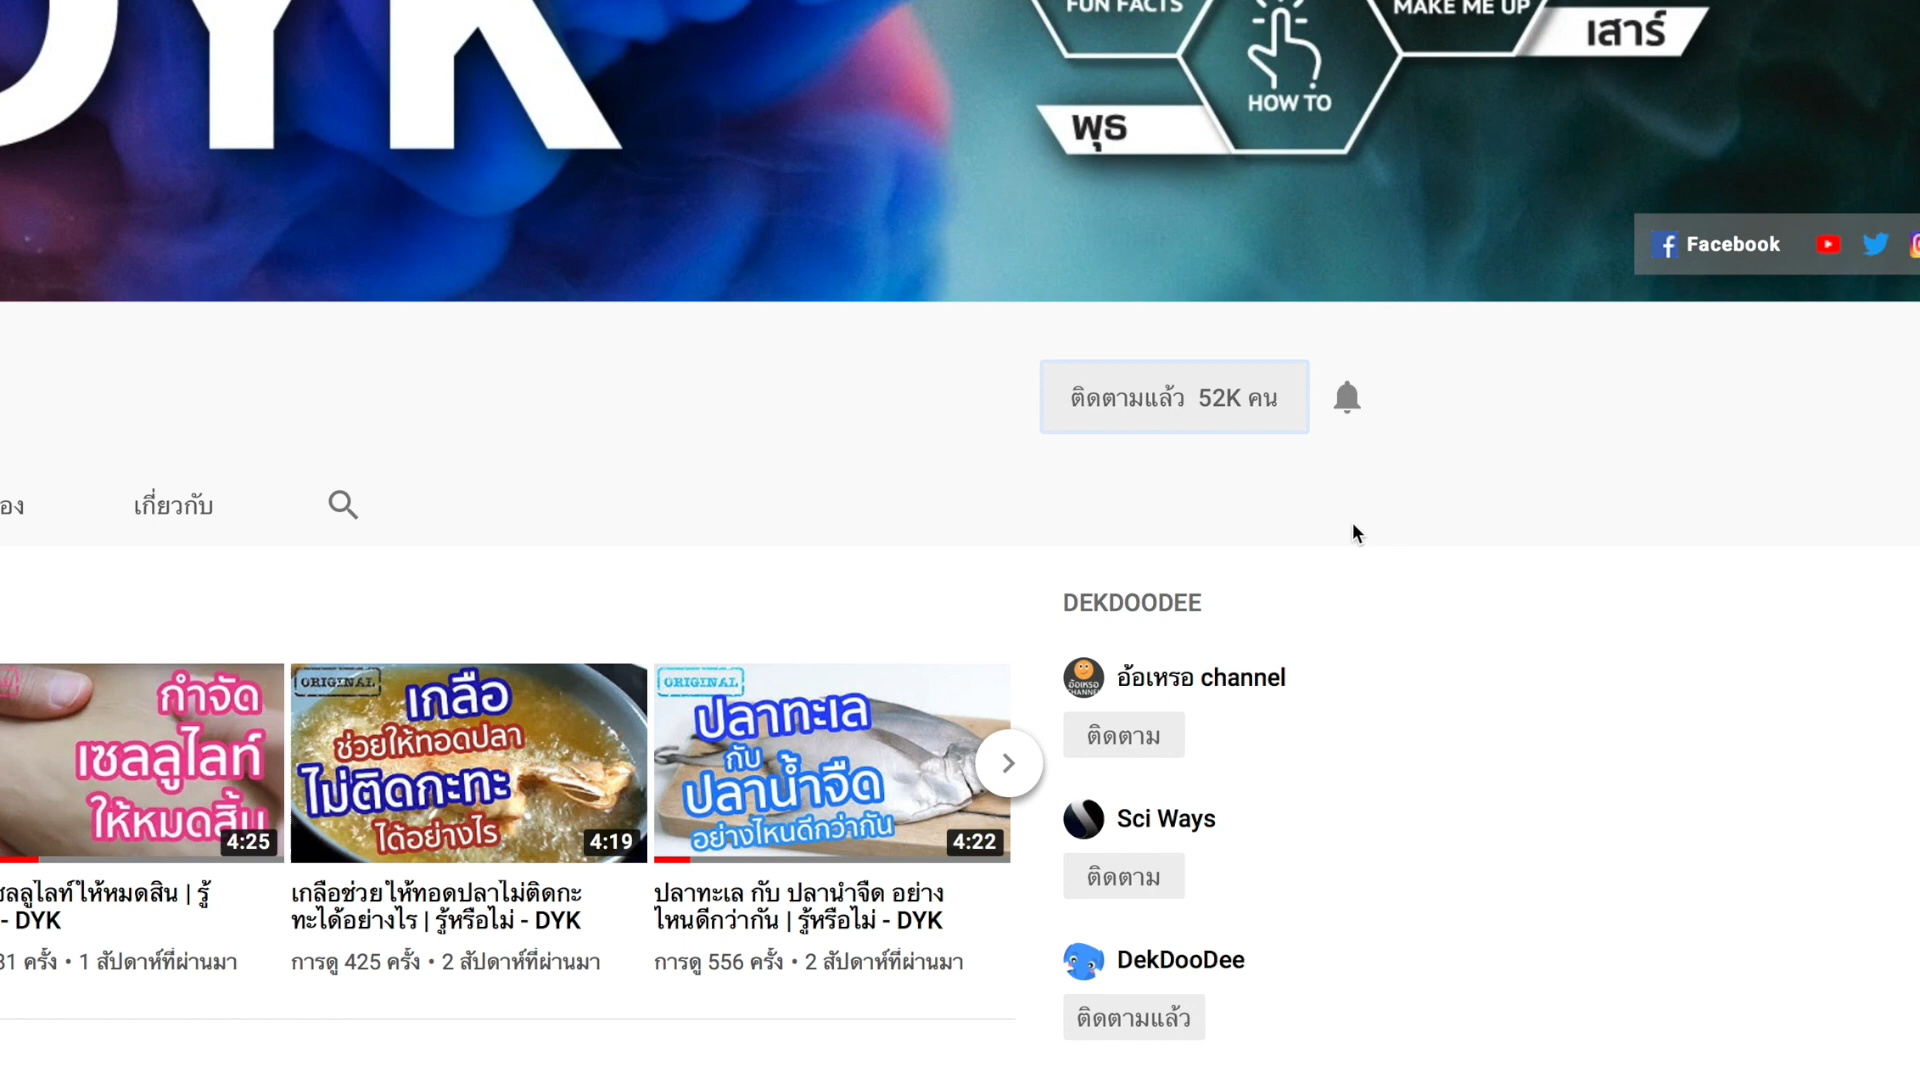 DYK
FUN FACTS
MAKE ME UP
เสาร์
HOW TO
พุธ
Facebook
ติดตามแล้ว 52K คน
เกี่ยวกับ
DEKDOODEE
อ้อเหรอ channel
ติดตาม
Sci Ways
ติดตาม
DekDooDee
ติดตามแล้ว
กำจัด
เซลลูไลท์
ให้หมดสิ้น
4:25
ORIGINAL
เกลือ
ช่วยให้ทอดปลา
ไม่ติดกะทะ
ได้อย่างไร
4:19
ORIGINAL
ปลาทะเล
กับ
ปลาน้ำจืด
อย่างไหนดีกว่ากัน
4:22
ซลลูไลท์ ให้หมดสิ้น | รู้
- DYK
31 ครั้ง • 1 สัปดาห์ที่ผ่านมา
เกลือช่วยให้ทอดปลาไม่ติดกะ
ทะได้อย่างไร | รู้หรือไม่ - DYK
การดู 425 ครั้ง • 2 สัปดาห์ที่ผ่านมา
ปลาทะเล กับ ปลาน้ำจืด อย่าง
ไหนดีกว่ากัน | รู้หรือไม่ - DYK
การดู 556 ครั้ง • 2 สัปดาห์ที่ผ่านมา